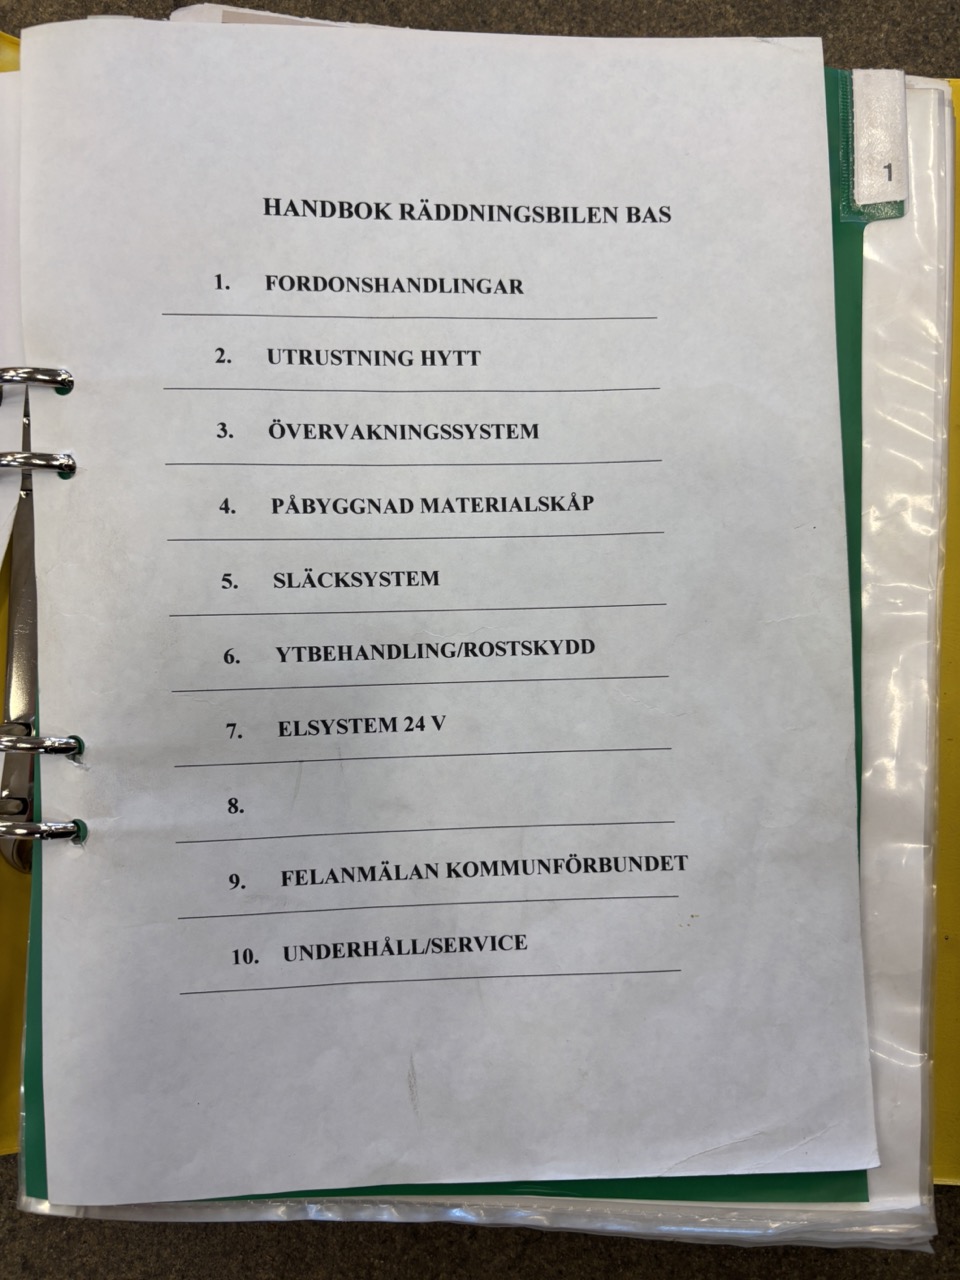 1
HANDBOK RÄDDNINGSBILEN BAS
1. FORDONSHANDLINGAR
2. UTRUSTNING HYTT
3. ÖVERVAKNINGSSYSTEM
4. PÅBYGGNAD MATERIALSKÅP
5. SLÄCKSYSTEM
6. YTBEHANDLING/ROSTSKYDD
7. ELSYSTEM 24 V
8.
9. FELANMÄLAN KOMMUNFÖRBUNDET
10. UNDERHÅLL/SERVICE